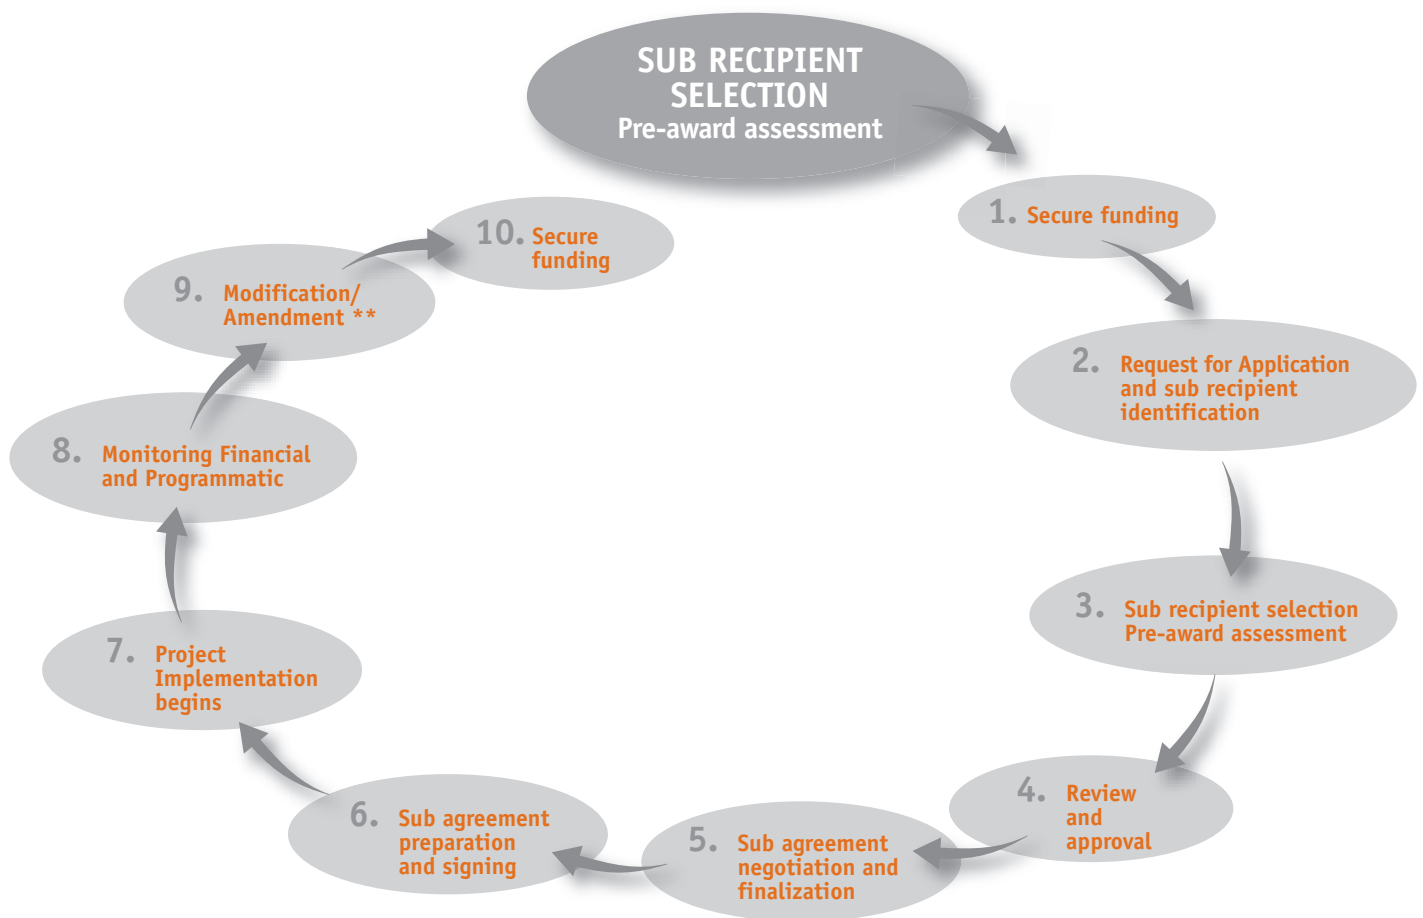 SUB RECIPIENT
SELECTION
Pre-award assessment
1. Secure funding
2. Request for Application
and sub recipient
identification
3. Sub recipient selection
Pre-award assessment
4. Review
and
approval
5. Sub agreement
negotiation and
finalization
6. Sub agreement
preparation
and signing
7. Project
Implementation
begins
8. Monitoring Financial
and Programmatic
9. Modification/
Amendment **
10. Secure
funding